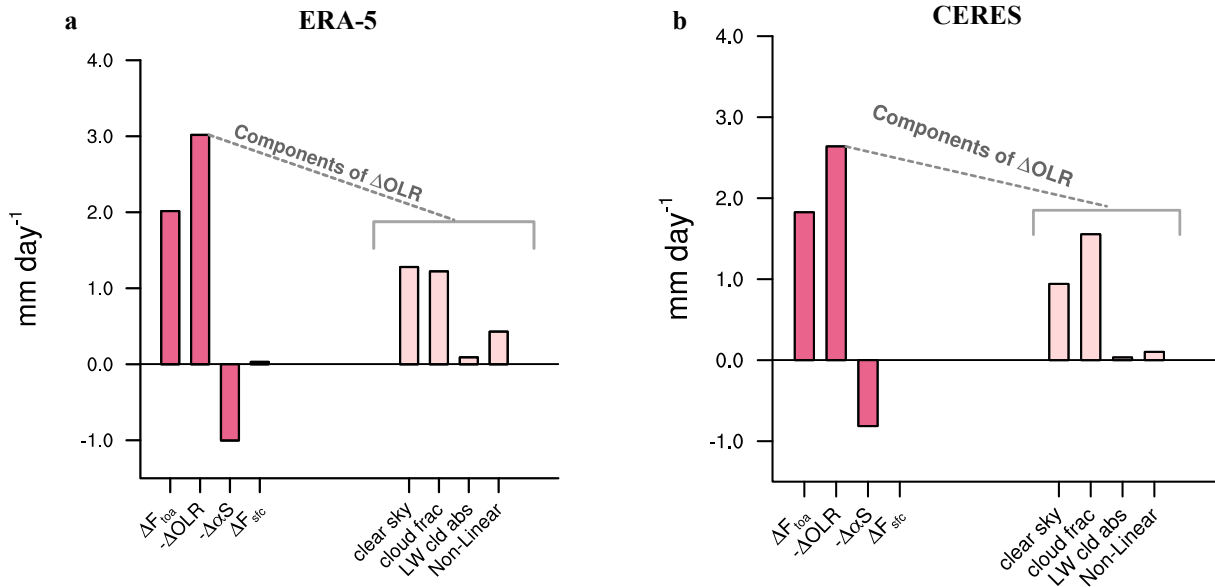 a
ERA-5
4.0
3.0
2.0
1.0
0.0
-1.0
mm day⁻¹
Components of ΔOLR
ΔFtoa
-ΔOLR
-ΔαS
ΔFsfc
clear sky
cloud frac
LW cld abs
Non-Linear
b
CERES
4.0
3.0
2.0
1.0
0.0
-1.0
mm day⁻¹
Components of ΔOLR
ΔFtoa
-ΔOLR
-ΔαS
ΔFsfc
clear sky
cloud frac
LW cld abs
Non-Linear